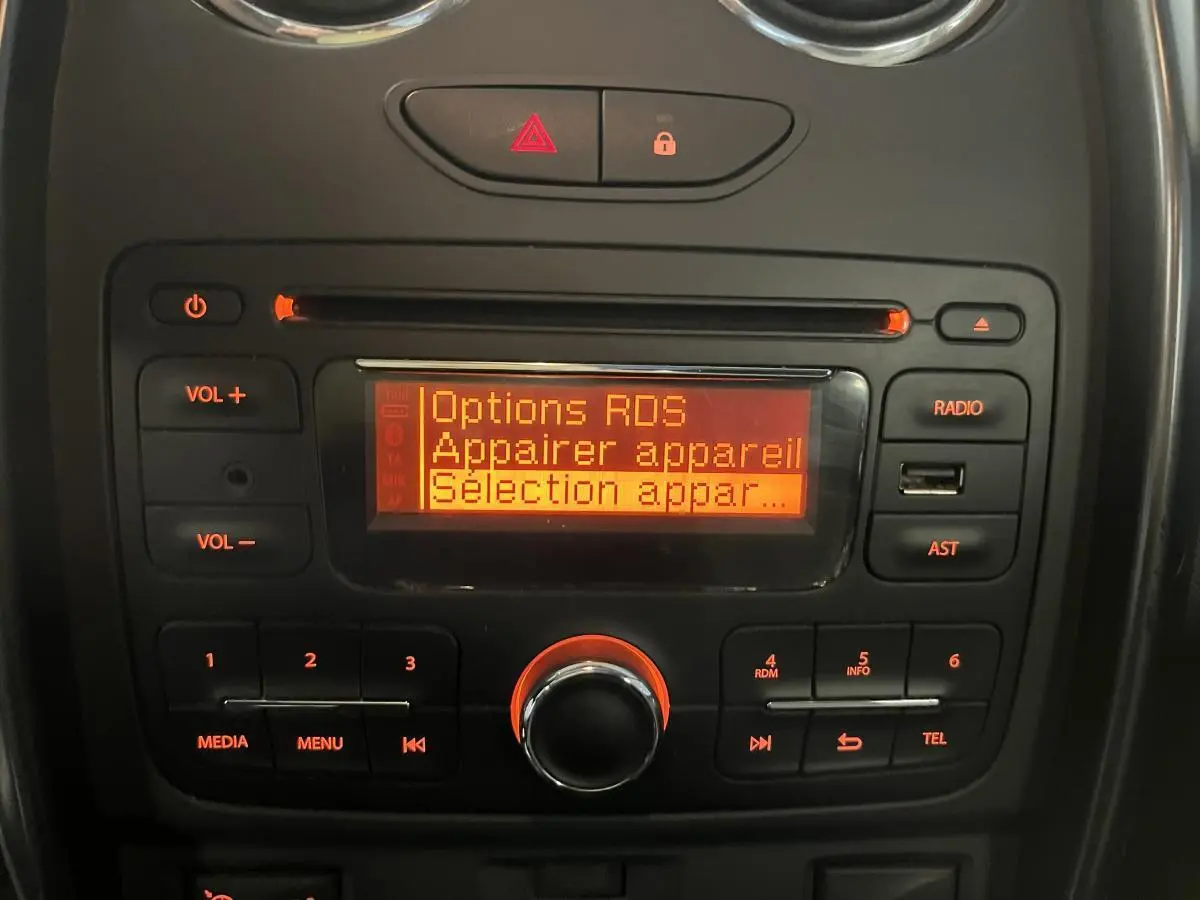 VOL +
Options RDS
Appairer appareil
Sélection appar...
RADIO
VOL −
AST
1 2 3
4 5 6
RDM INFO
MEDIA MENU
TEL